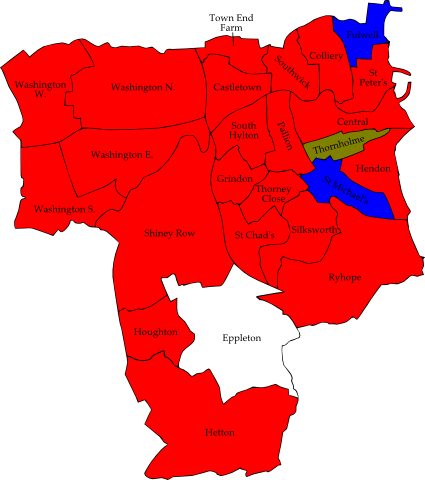 Town End
Farm
Fulwell
Colliery
Southwick
St
Peter's
Washington
W.
Washington N.
Castletown
Central
South
Hylton
Pallion
Thornholme
Washington E.
Hendon
Grindon
Thorney
Close
St Michael's
Washington S.
Shiney Row
St Chad's
Silksworth
Ryhope
Houghton
Eppleton
Hetton